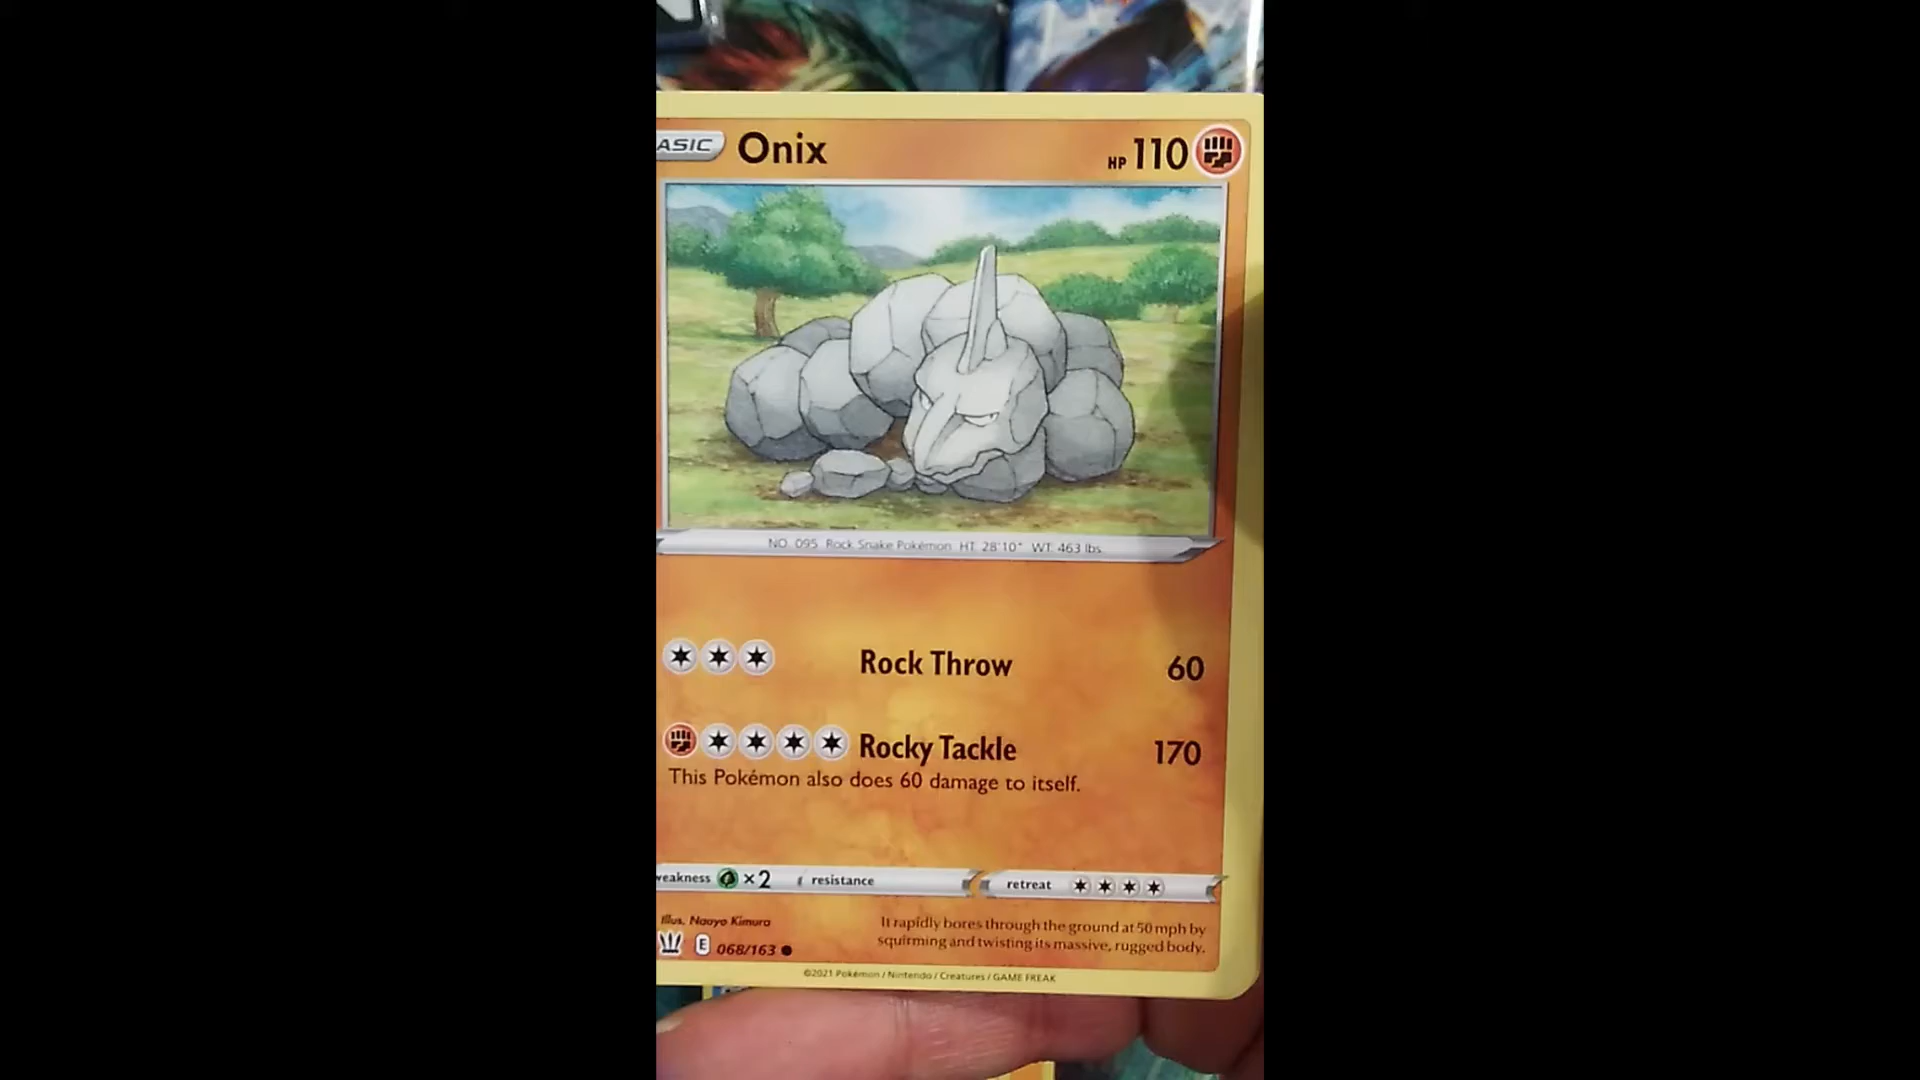 ASIC Onix HP 110
NO. 095 Rock Snake Pokémon HT: 28'10" WT: 463 lbs.
Rock Throw 60
Rocky Tackle 170
This Pokémon also does 60 damage to itself.
weakness ×2 resistance retreat
Illus. Naoyo Kimura
It rapidly bores through the ground at 50 mph by
squirming and twisting its massive, rugged body.
E 068/163
©2021 Pokémon / Nintendo / Creatures / GAME FREAK